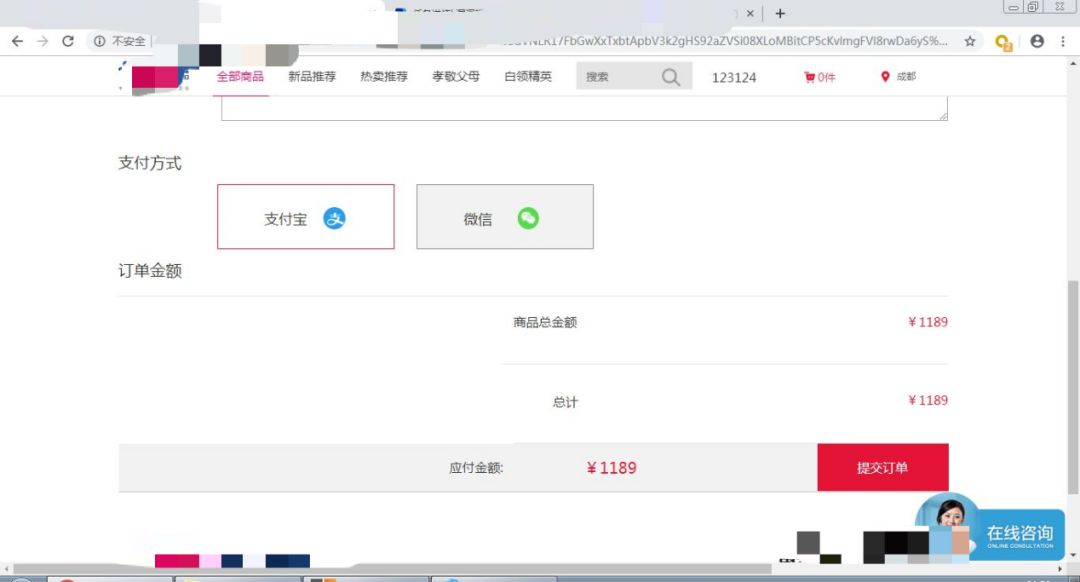 不安全
全部商品 新品推荐 热卖推荐 孝敬父母 白领精英 搜索 123124 0件 成都
支付方式
支付宝 微信
订单金额
商品总金额 ¥1189
总计 ¥1189
应付金额: ¥1189 提交订单
在线咨询
ONLINE CONSULTATION